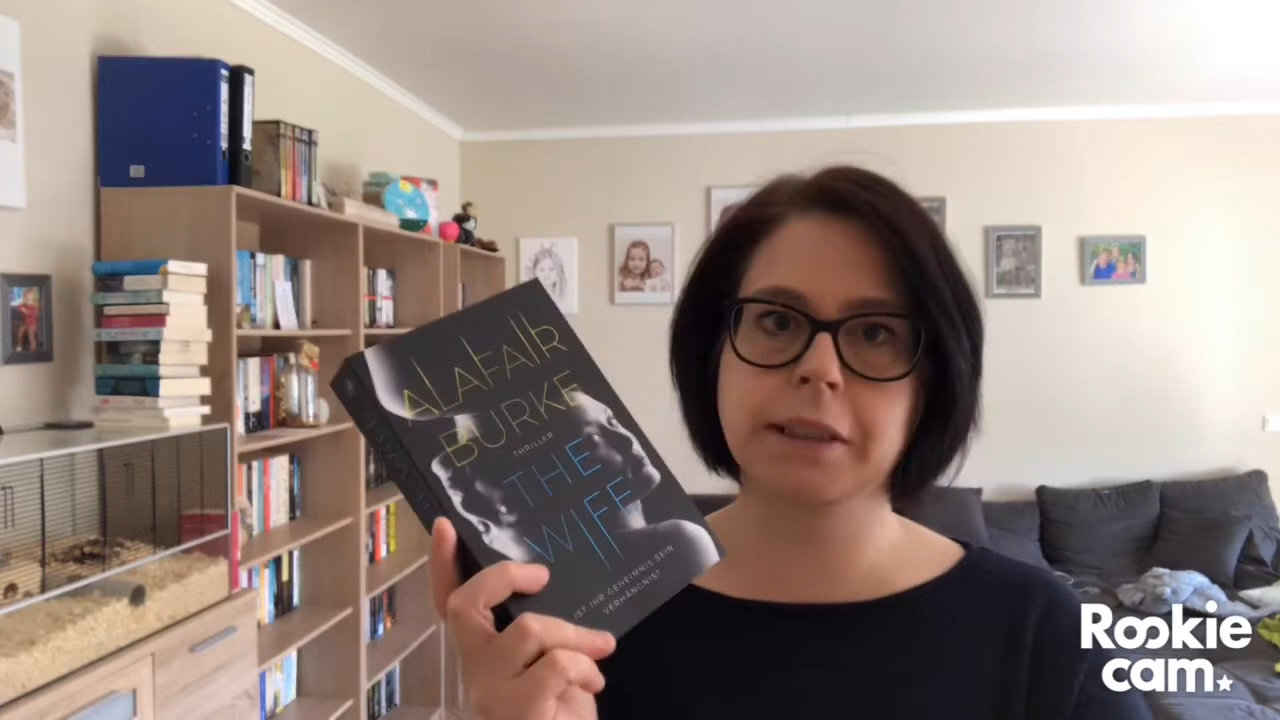 ALAFAIR
BURKE
THRILLER
THE
WIFE
IST IHR GEHEIMNIS SEIN
VERHÄNGNIS?
Rookie
cam